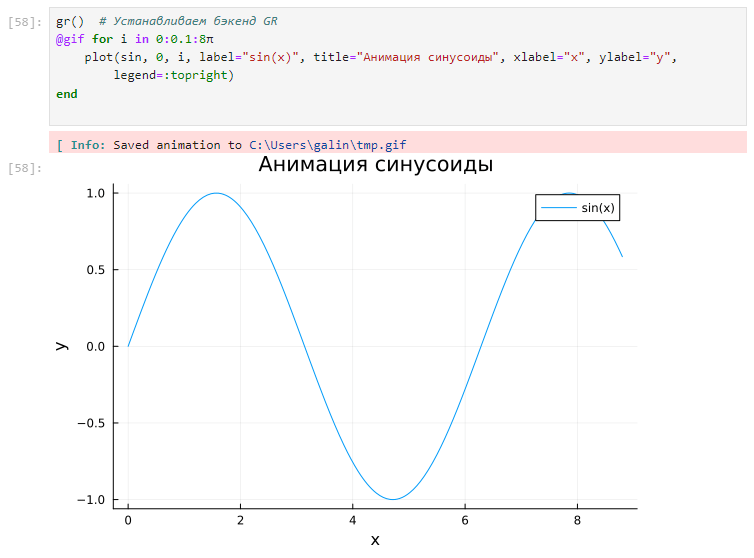 [58]: gr()  # Устанавливаем бэкенд GR
@gif for i in 0:0.1:8π
    plot(sin, 0, i, label="sin(x)", title="Анимация синусоиды", xlabel="x", ylabel="y",
        legend=:topright)
end
[ Info: Saved animation to C:\Users\galin\tmp.gif
[58]:
Анимация синусоиды
1.0
sin(x)
0.5
y
0.0
−0.5
−1.0
0 2 4 6 8
x